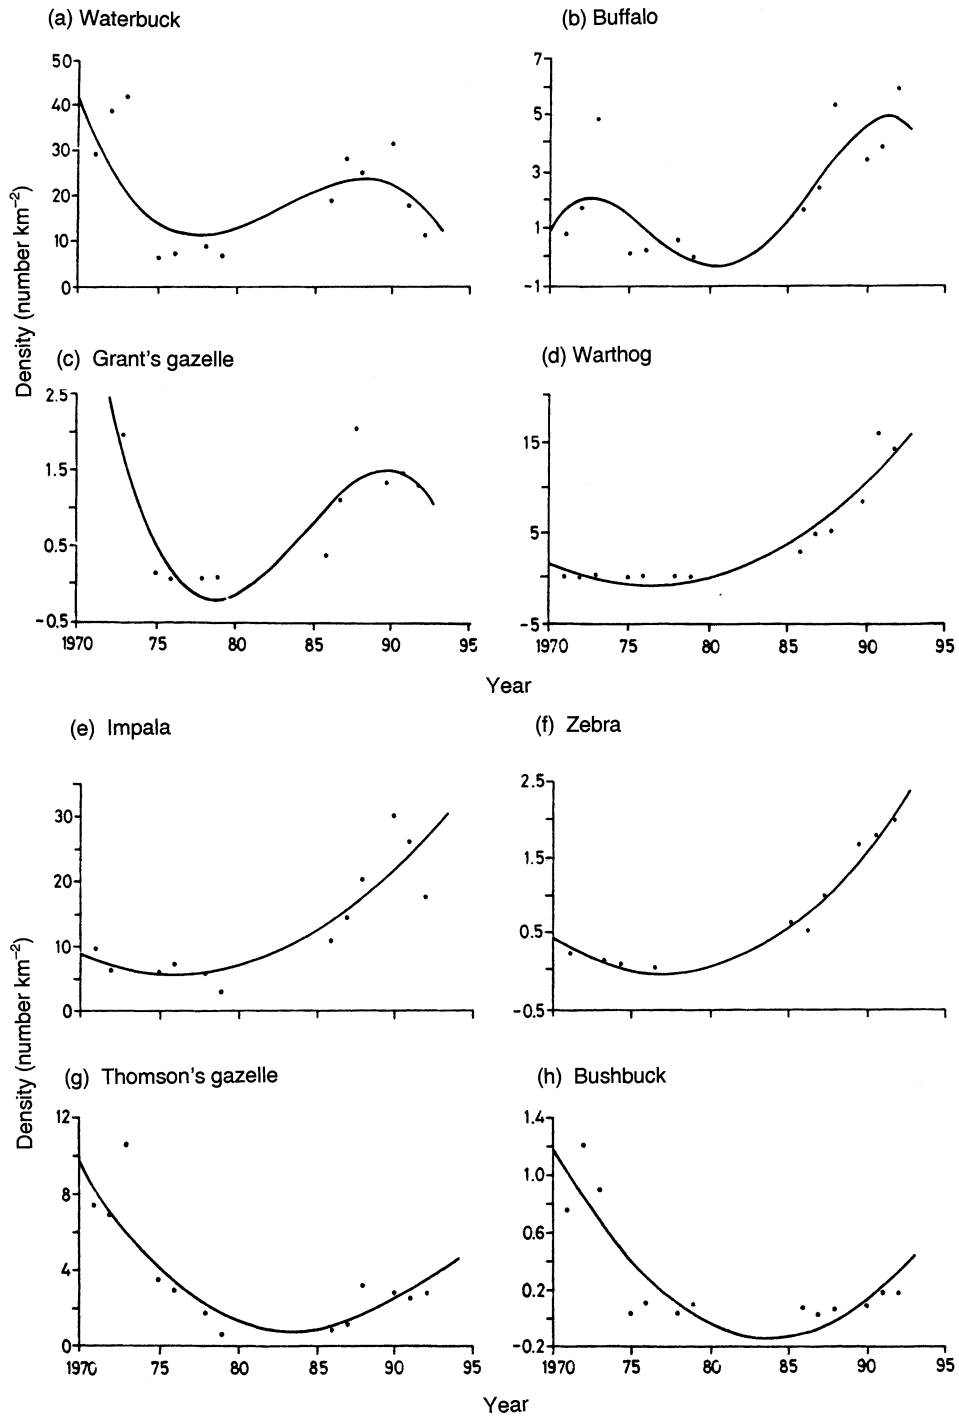 (a) Waterbuck
(b) Buffalo
50
40
30
20
10
0
7
5
3
1
-1
Density (number km⁻²)
(c) Grant's gazelle
(d) Warthog
2.5
1.5
0.5
-0.5
1970 75 80 85 90 95
15
5
-5
1970 75 80 85 90 95
Year
(e) Impala
(f) Zebra
30
20
10
0
2.5
1.5
0.5
-0.5
Density (number km⁻²)
(g) Thomson's gazelle
(h) Bushbuck
12
8
4
0
1970 75 80 85 90 95
1.4
1.0
0.6
0.2
-0.2
1970 75 80 85 90 95
Year